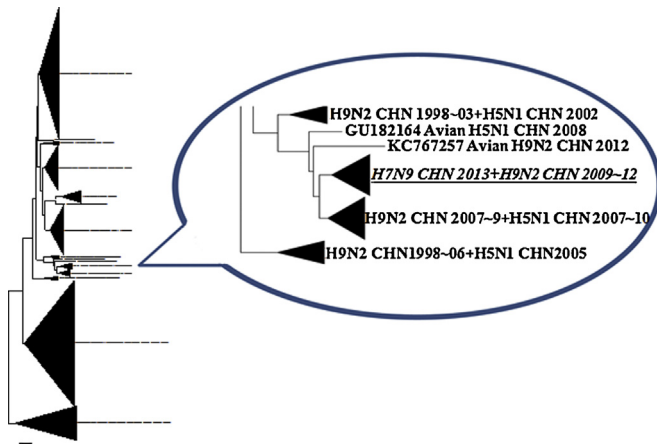 H9N2 CHN 1998~03+H5N1 CHN 2002
GU182164 Avian H5N1 CHN 2008
KC767257 Avian H9N2 CHN 2012
H7N9 CHN 2013+H9N2 CHN 2009~12
H9N2 CHN 2007~9+H5N1 CHN 2007~10
H9N2 CHN1998~06+H5N1 CHN2005